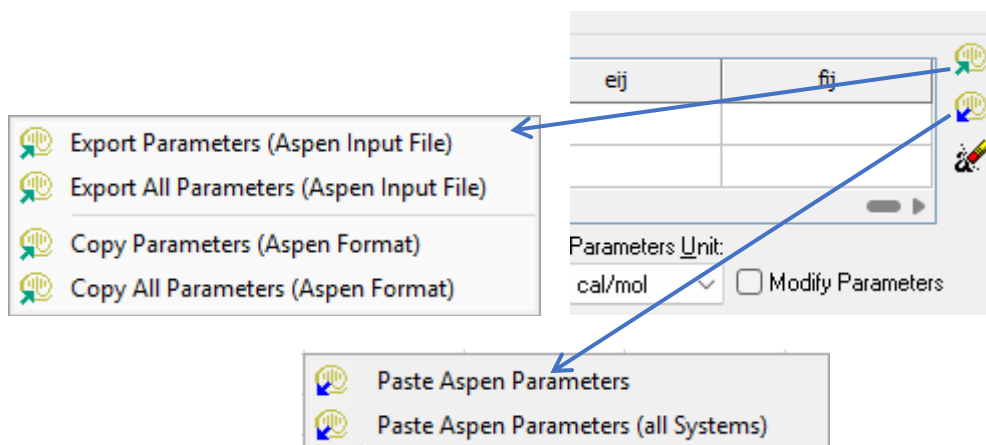 eij fij
Export Parameters (Aspen Input File)
Export All Parameters (Aspen Input File)
Copy Parameters (Aspen Format)
Copy All Parameters (Aspen Format)
Parameters Unit:
cal/mol Modify Parameters
Paste Aspen Parameters
Paste Aspen Parameters (all Systems)